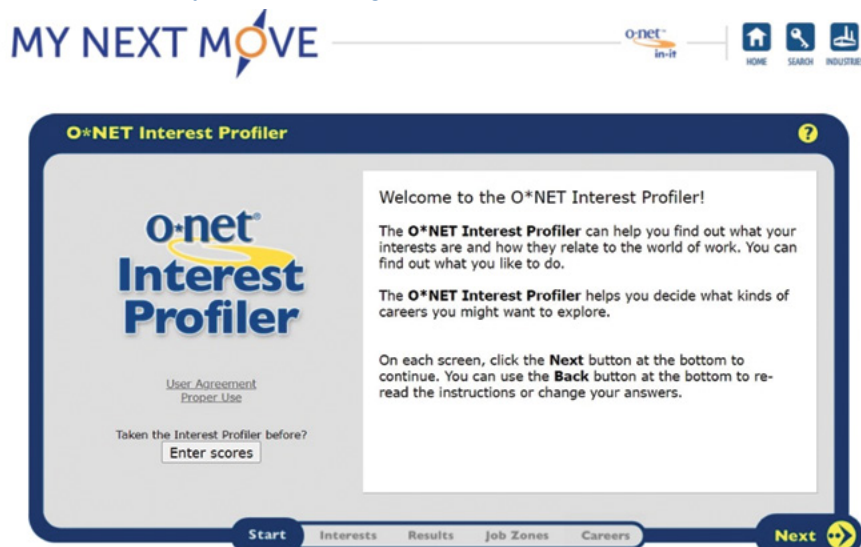 MY NEXT MOVE
o·net™
in-it
HOME
SEARCH
INDUSTRIES
O*NET Interest Profiler
?
o*net®
Interest
Profiler
User Agreement
Proper Use
Taken the Interest Profiler before?
Enter scores
Welcome to the O*NET Interest Profiler!
The O*NET Interest Profiler can help you find out what your
interests are and how they relate to the world of work. You can
find out what you like to do.
The O*NET Interest Profiler helps you decide what kinds of
careers you might want to explore.
On each screen, click the Next button at the bottom to
continue. You can use the Back button at the bottom to re-
read the instructions or change your answers.
Start
Interests
Results
Job Zones
Careers
Next